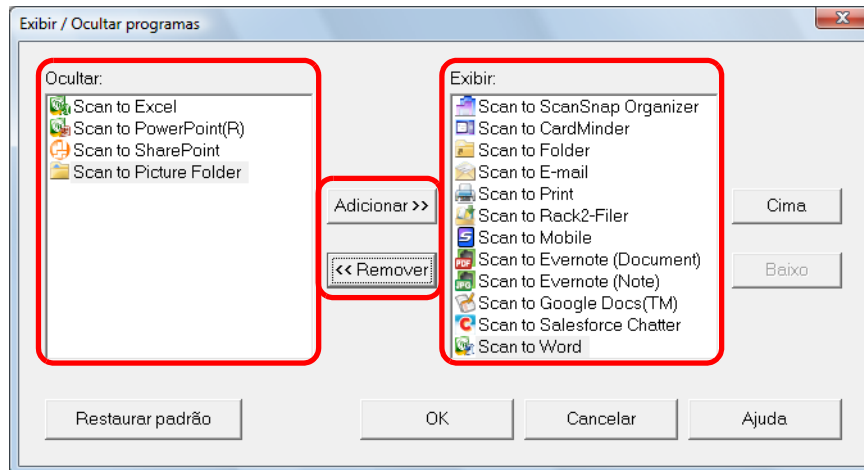 Exibir / Ocultar programas
Ocultar:
Scan to Excel
Scan to PowerPoint(R)
Scan to SharePoint
Scan to Picture Folder
Adicionar >>
<< Remover
Exibir:
Scan to ScanSnap Organizer
Scan to CardMinder
Scan to Folder
Scan to E-mail
Scan to Print
Scan to Rack2-Filer
Scan to Mobile
Scan to Evernote (Document)
Scan to Evernote (Note)
Scan to Google Docs(TM)
Scan to Salesforce Chatter
Scan to Word
Cima
Baixo
Restaurar padrão
OK
Cancelar
Ajuda